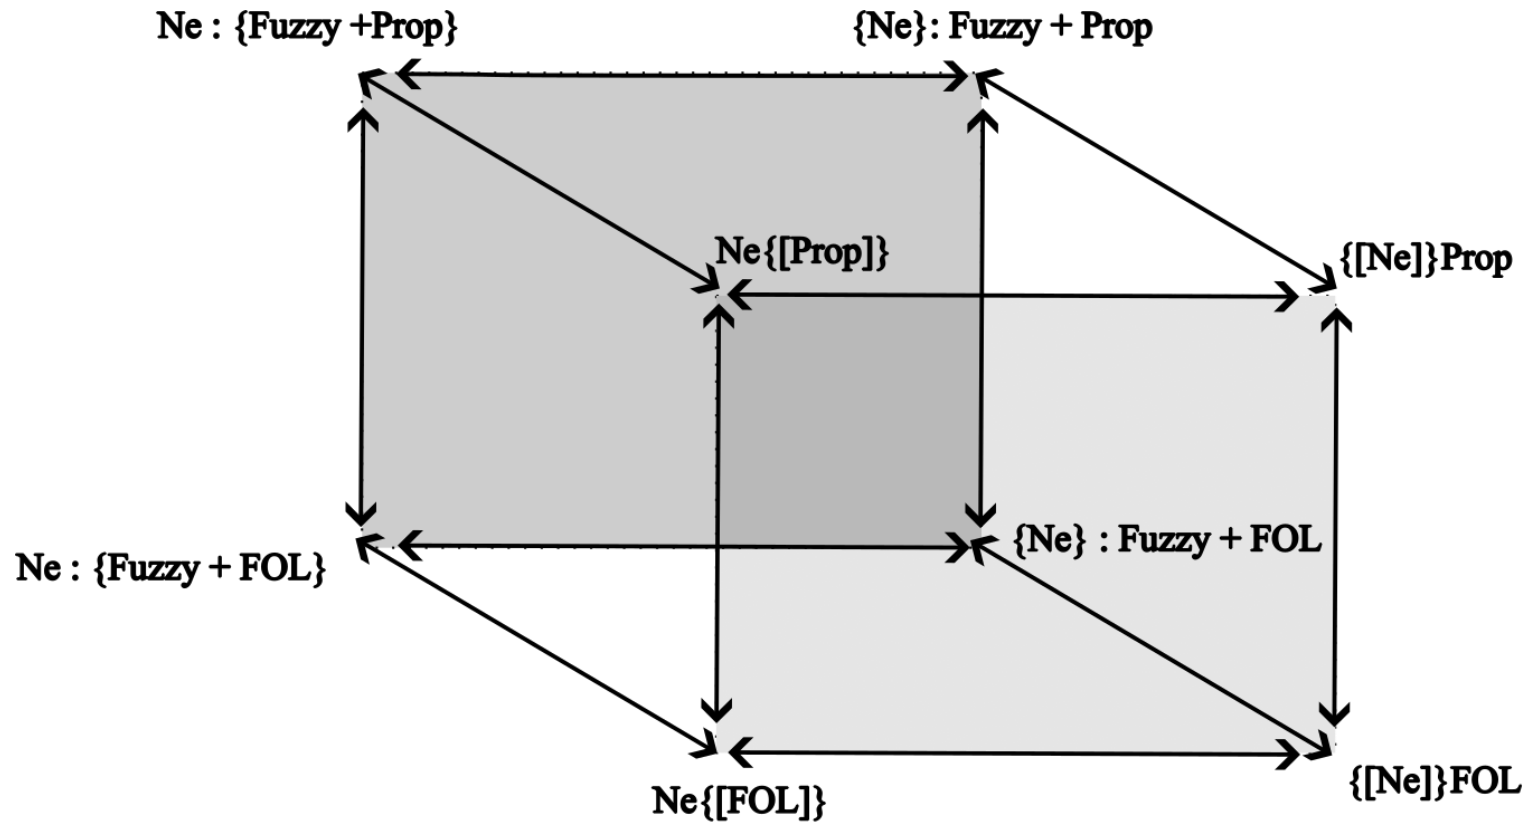 Ne : {Fuzzy +Prop}
{Ne}: Fuzzy + Prop
Ne{[Prop]}
{[Ne]}Prop
{Ne} : Fuzzy + FOL
Ne : {Fuzzy + FOL}
Ne{[FOL]}
{[Ne]}FOL